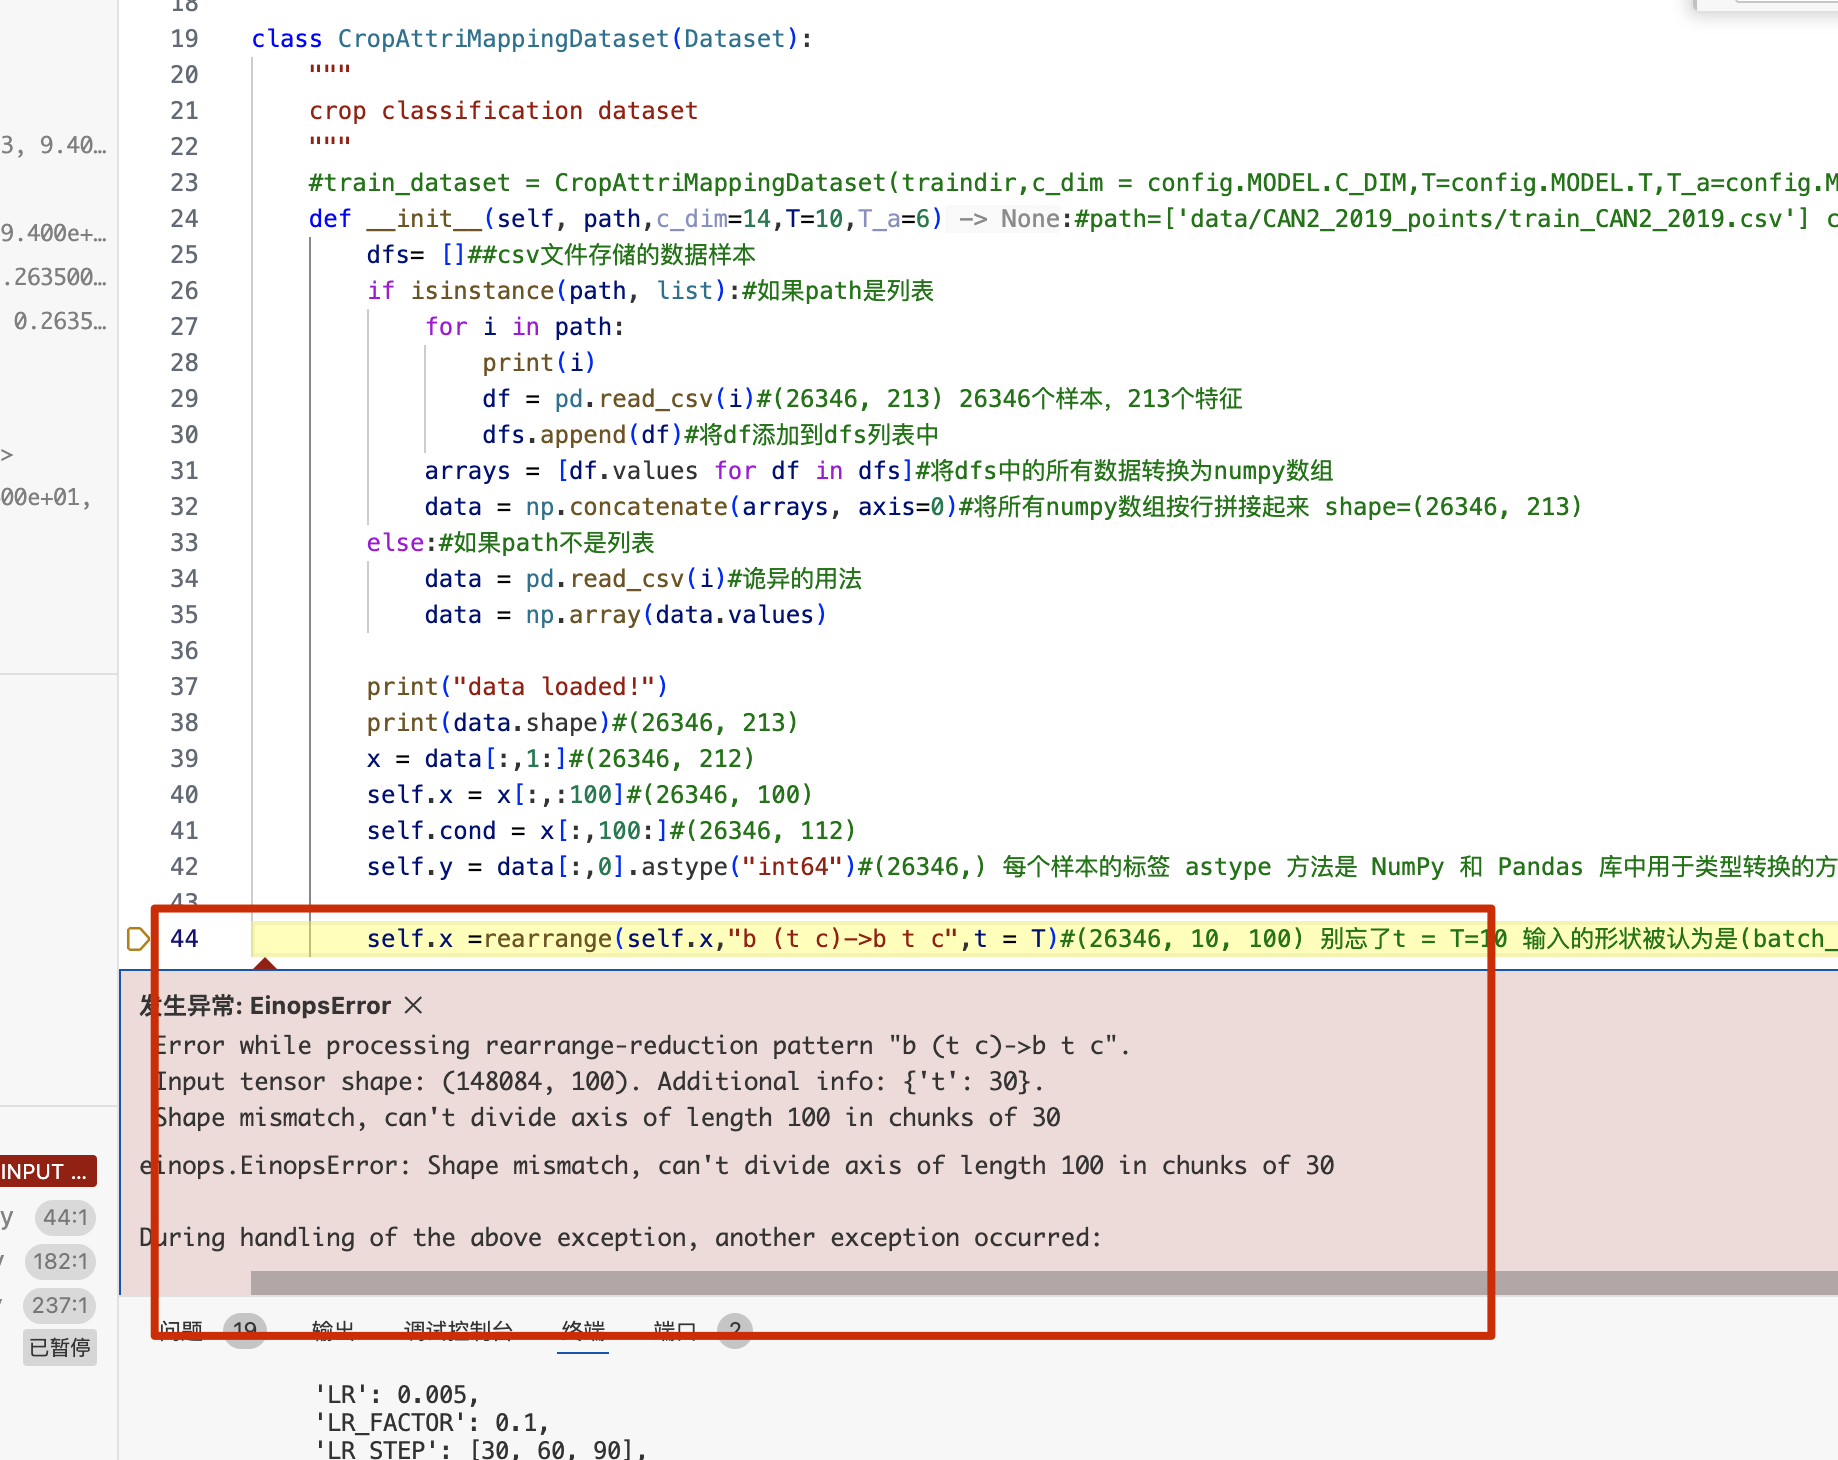 18
19 class CropAttriMappingDataset(Dataset):
20 """
21 crop classification dataset
22 """
23 #train_dataset = CropAttriMappingDataset(traindir,c_dim = config.MODEL.C_DIM,T=config.MODEL.T,T_a=config.M
24 def __init__(self, path,c_dim=14,T=10,T_a=6) -> None:#path=['data/CAN2_2019_points/train_CAN2_2019.csv'] c
25 dfs= []##csv文件存储的数据样本
26 if isinstance(path, list):#如果path是列表
27 for i in path:
28 print(i)
29 df = pd.read_csv(i)#(26346, 213) 26346个样本，213个特征
30 dfs.append(df)#将df添加到dfs列表中
31 arrays = [df.values for df in dfs]#将dfs中的所有数据转换为numpy数组
32 data = np.concatenate(arrays, axis=0)#将所有numpy数组按行拼接起来 shape=(26346, 213)
33 else:#如果path不是列表
34 data = pd.read_csv(i)#诡异的用法
35 data = np.array(data.values)
36
37 print("data loaded!")
38 print(data.shape)#(26346, 213)
39 x = data[:,1:]#(26346, 212)
40 self.x = x[:,:100]#(26346, 100)
41 self.cond = x[:,100:]#(26346, 112)
42 self.y = data[:,0].astype("int64")#(26346,) 每个样本的标签 astype 方法是 NumPy 和 Pandas 库中用于类型转换的方
43
44 self.x =rearrange(self.x,"b (t c)->b t c",t = T)#(26346, 10, 100) 别忘了t = T=10 输入的形状被认为是(batch_
发生异常: EinopsError ×
Error while processing rearrange-reduction pattern "b (t c)->b t c".
Input tensor shape: (148084, 100). Additional info: {'t': 30}.
Shape mismatch, can't divide axis of length 100 in chunks of 30
einops.EinopsError: Shape mismatch, can't divide axis of length 100 in chunks of 30
During handling of the above exception, another exception occurred:
问题 19 输出 调试控制台 终端 端口 2
'LR': 0.005,
'LR_FACTOR': 0.1,
'LR_STEP': [30, 60, 90],
3, 9.40…
9.400e+…
.263500…
0.2635…
>
00e+01,
INPUT ...
y 44:1
182:1
237:1
已暂停